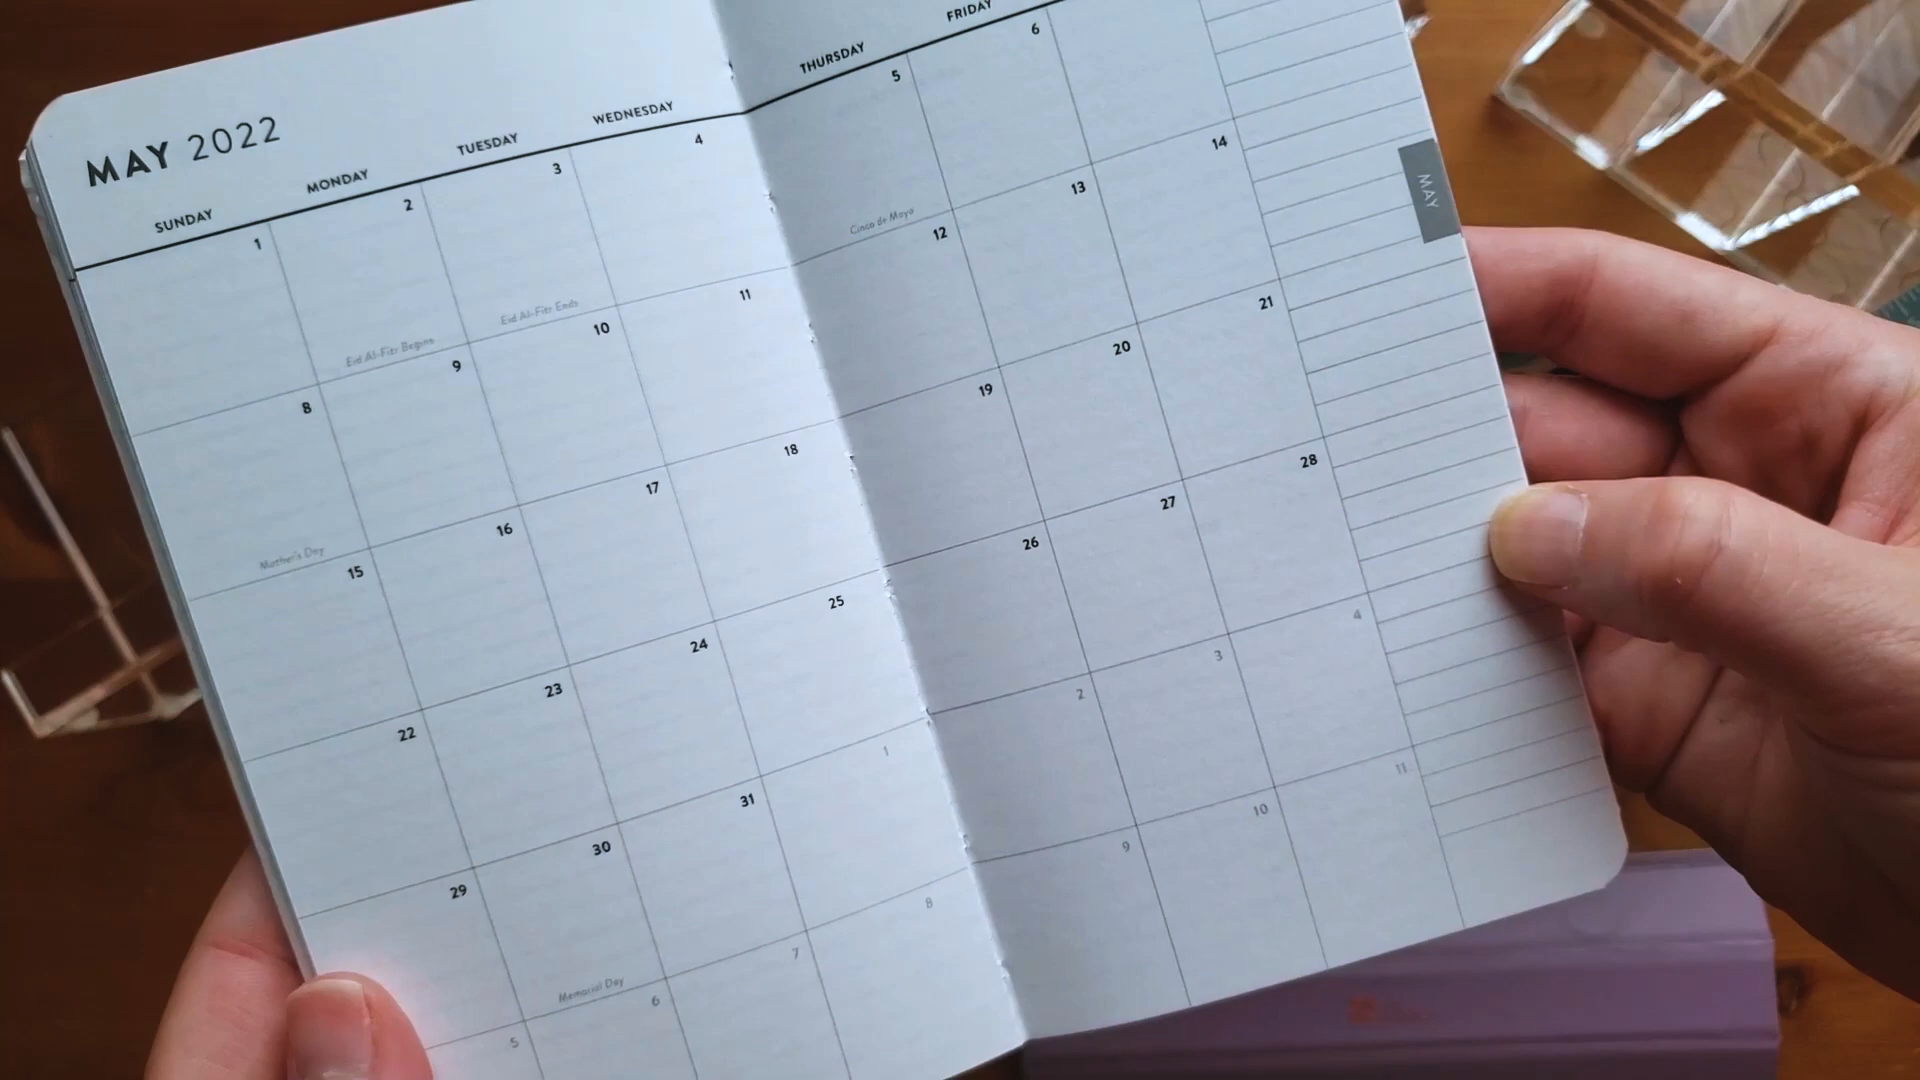 MAY 2022
SUNDAY MONDAY TUESDAY WEDNESDAY THURSDAY FRIDAY
1 2 3 4 5 6
Eid Al-Fitr Begins Eid Al-Fitr Ends Cinco de Mayo
8 9 10 11 12 13 14
Mother's Day
15 16 17 18 19 20 21
22 23 24 25 26 27 28
29 30 31 1 2 3 4
Memorial Day
5 6 7 8 9 10 11
MAY